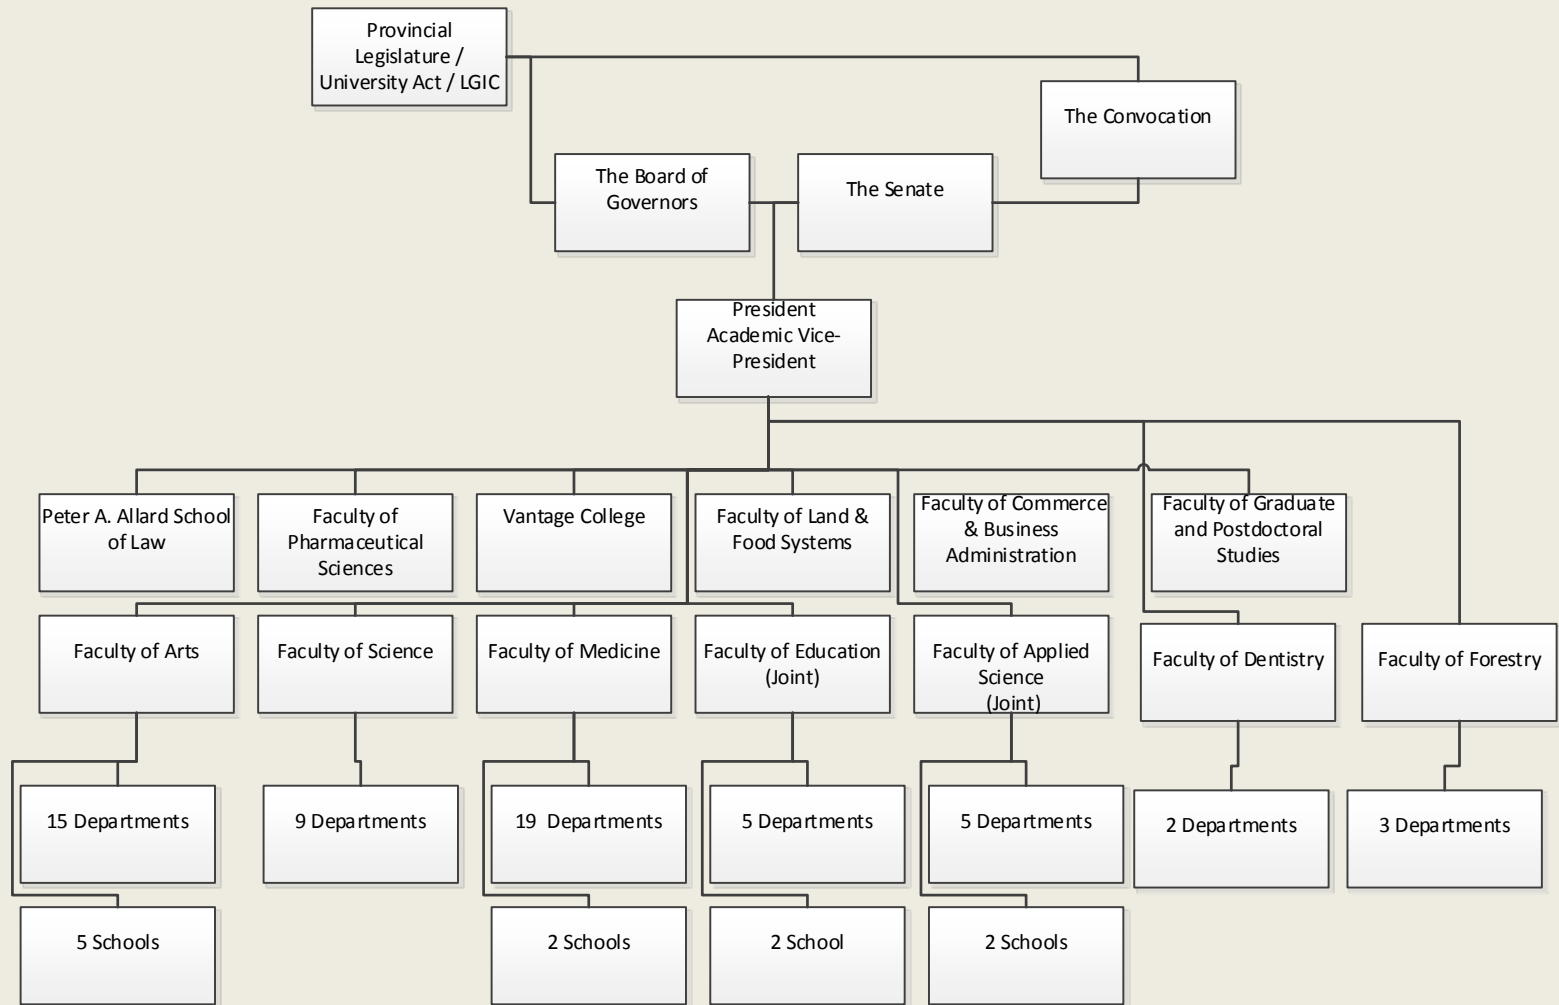 Provincial
Legislature /
University Act / LGIC
The Convocation
The Board of
Governors
The Senate
President
Academic Vice-
President
Peter A. Allard School
of Law
Faculty of
Pharmaceutical
Sciences
Vantage College
Faculty of Land &
Food Systems
Faculty of Commerce
& Business
Administration
Faculty of Graduate
and Postdoctoral
Studies
Faculty of Arts
Faculty of Science
Faculty of Medicine
Faculty of Education
(Joint)
Faculty of Applied
Science
(Joint)
Faculty of Dentistry
Faculty of Forestry
15 Departments
9 Departments
19 Departments
5 Departments
5 Departments
2 Departments
3 Departments
5 Schools
2 Schools
2 School
2 Schools